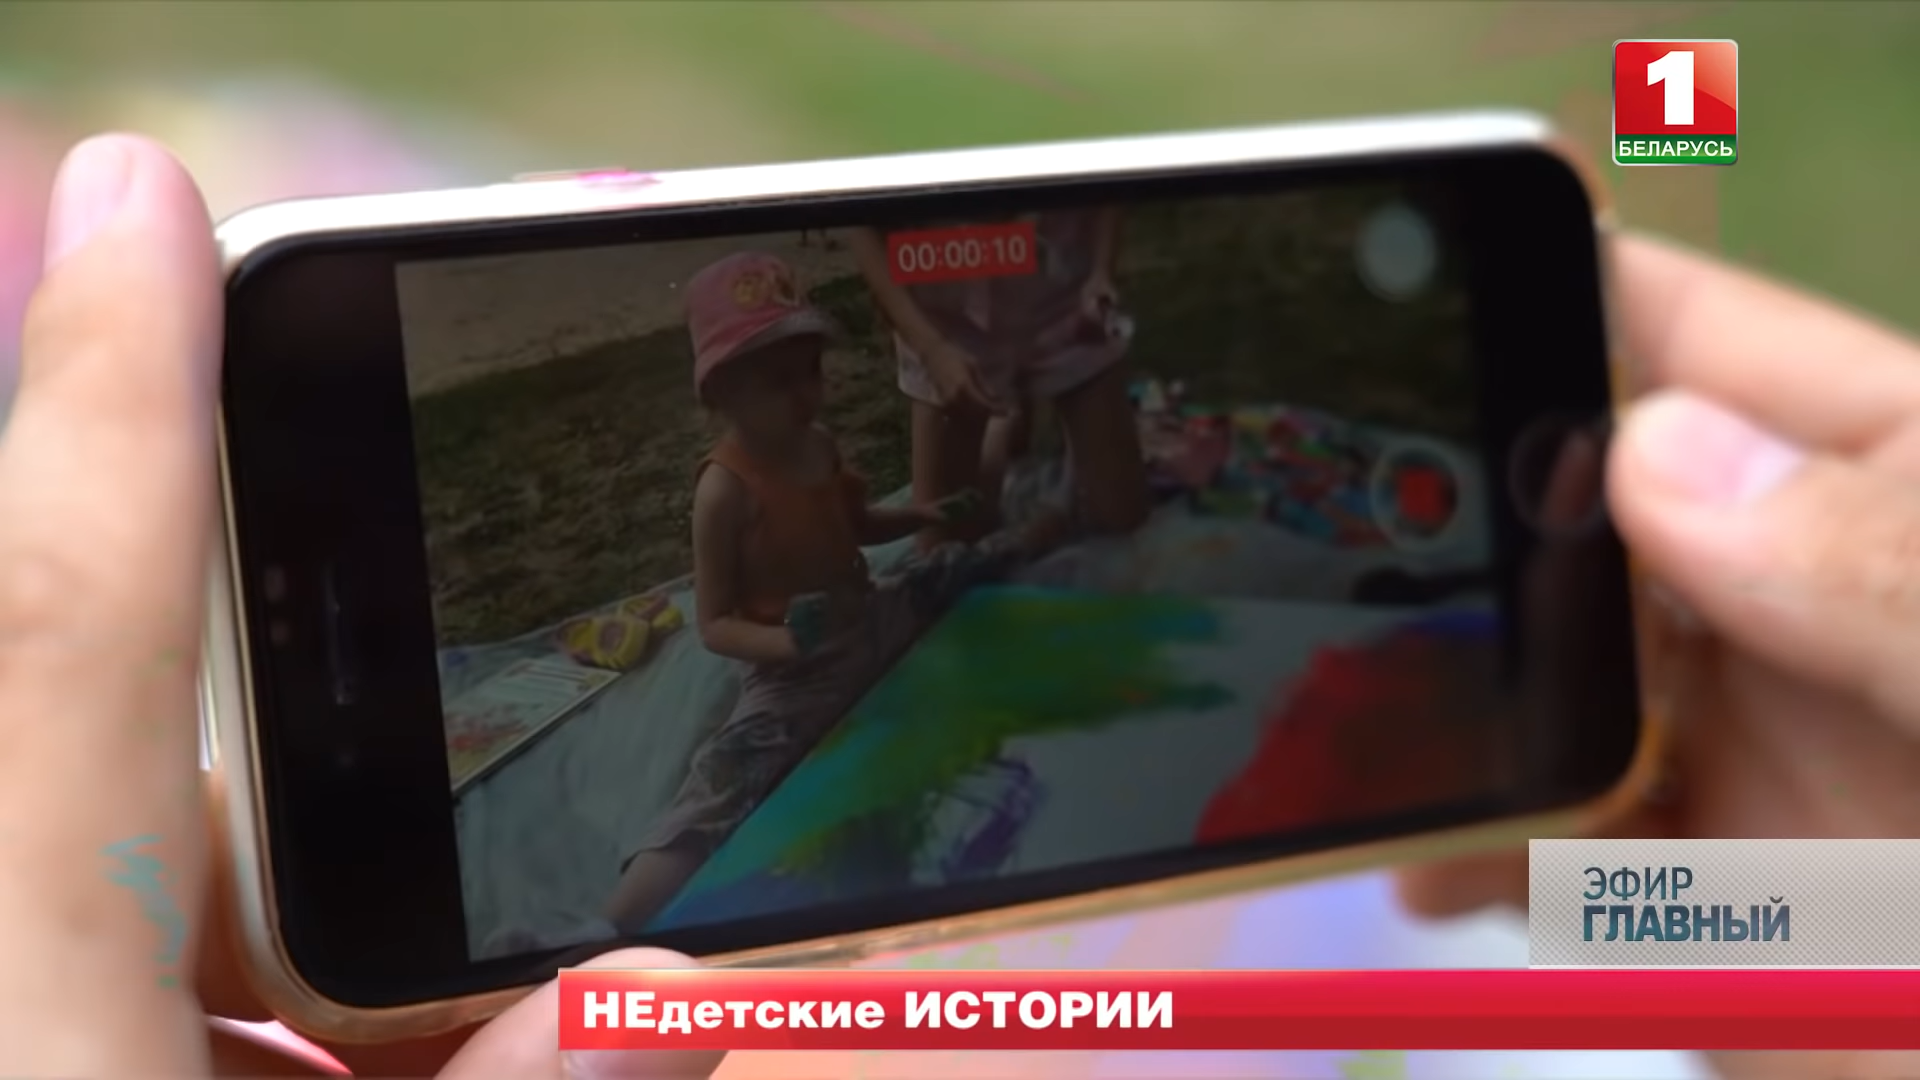 1
БЕЛАРУСЬ
00:00:10
ЭФИР
ГЛАВНЫЙ
НЕдетские ИСТОРИИ